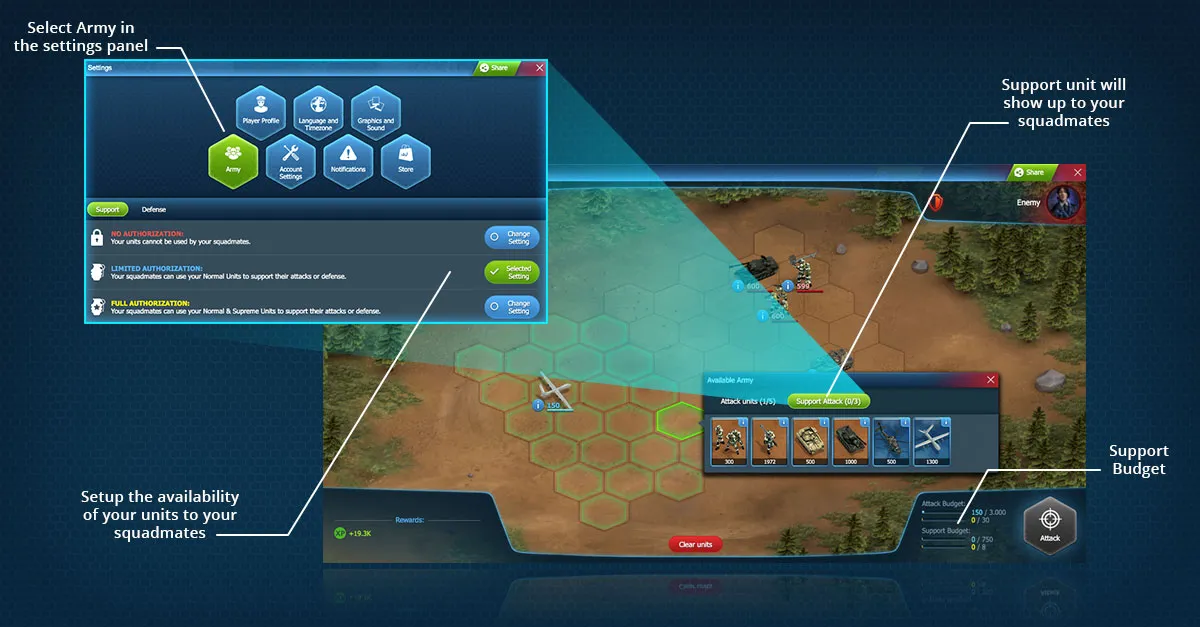 Select Army in
the settings panel
Settings
Share
Player Profile
Language and
Timezone
Graphics and
Sound
Army
Account
Settings
Notifications
Store
Support
Defense
NO AUTHORIZATION:
Your units cannot be used by your squadmates.
Change
Setting
LIMITED AUTHORIZATION:
Your squadmates can use your Normal Units to support their attacks or defense.
Selected
Setting
FULL AUTHORIZATION:
Your squadmates can use your Normal & Supreme Units to support their attacks or defense.
Change
Setting
Support unit will
show up to your
squadmates
Share
Enemy
600
599
600
150
Available Army
Attack units (1/5)
Support Attack (0/3)
300
1972
500
1000
500
1300
Support
Budget
Setup the availability
of your units to your
squadmates
Rewards:
XP +19.3K
Clear units
Attack Budget:
150 / 3.000
0 / 30
Support Budget:
0 / 750
0 / 8
Attack